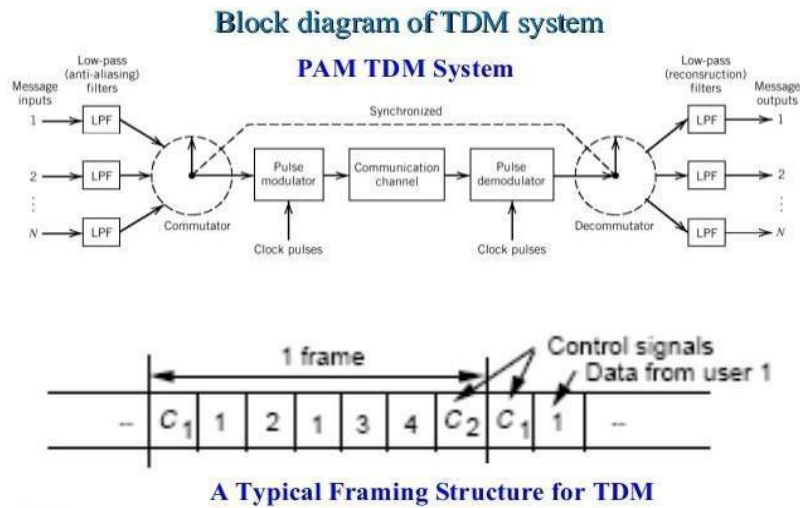 Block diagram of TDM system
PAM TDM System
Message
inputs
Low-pass
(anti-aliasing)
filters
Synchronized
Low-pass
(reconsruction)
filters
Message
outputs
1
LPF
LPF
1
2
LPF
Pulse
modulator
Communication
channel
Pulse
demodulator
LPF
2
N
LPF
Commutator
Clock pulses
Clock pulses
Decommutator
LPF
N
1 frame
Control signals
Data from user 1
-- C1 1 2 1 3 4 C2 C1 1 --
A Typical Framing Structure for TDM